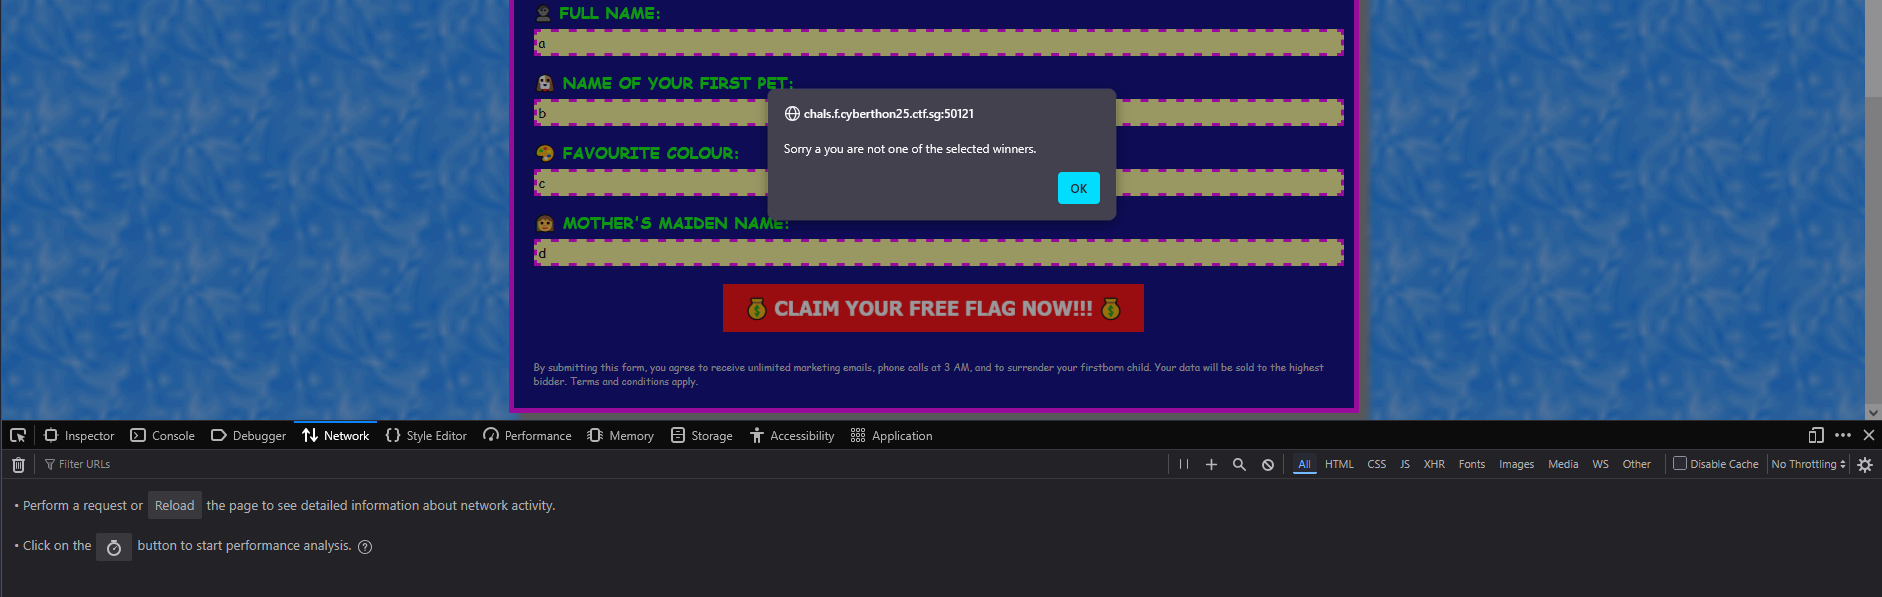 FULL NAME:
a
NAME OF YOUR FIRST PET:
b
FAVOURITE COLOUR:
c
MOTHER'S MAIDEN NAME:
d
chals.f.cyberthon25.ctf.sg:50121
Sorry a you are not one of the selected winners.
OK
CLAIM YOUR FREE FLAG NOW!!!
By submitting this form, you agree to receive unlimited marketing emails, phone calls at 3 AM, and to surrender your firstborn child. Your data will be sold to the highest
bidder. Terms and conditions apply.
Inspector Console Debugger Network Style Editor Performance Memory Storage Accessibility Application
Filter URLs All HTML CSS JS XHR Fonts Images Media WS Other Disable Cache No Throttling
• Perform a request or Reload the page to see detailed information about network activity.
• Click on the button to start performance analysis. ?